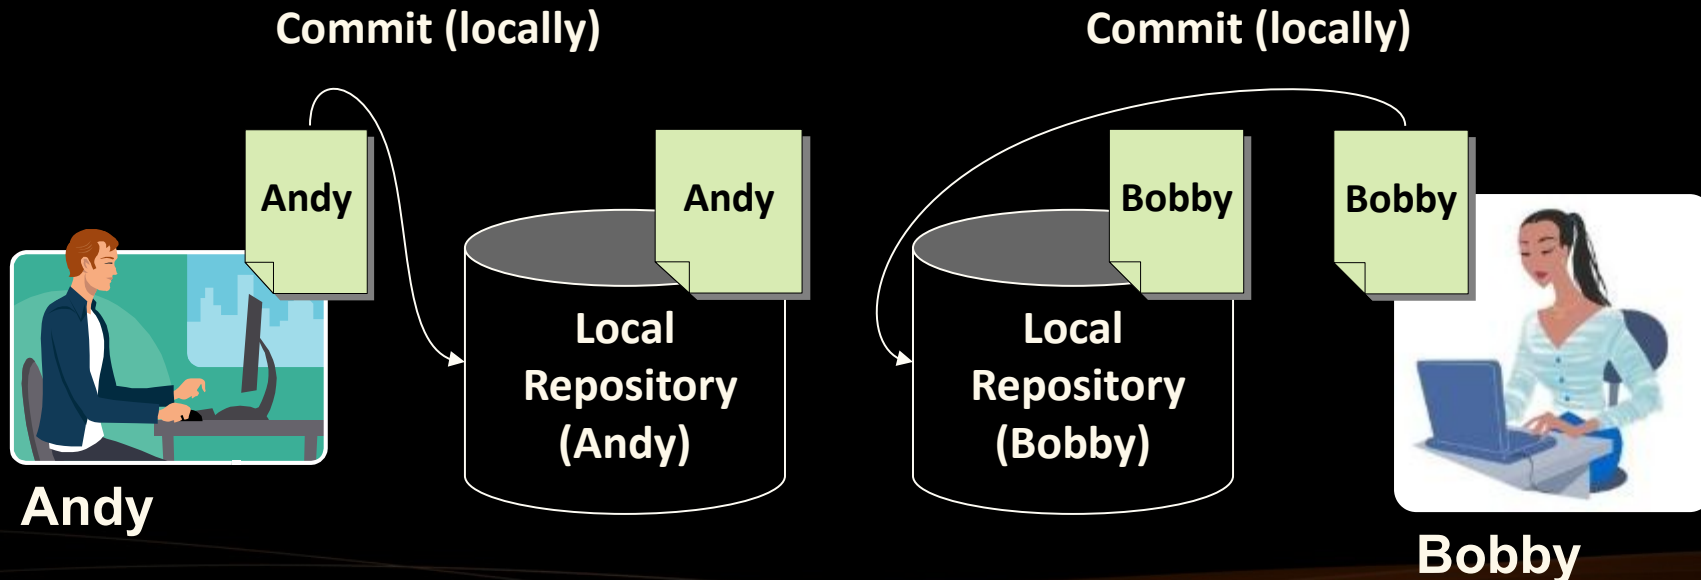 Commit (locally)
Commit (locally)
Andy
Andy
Bobby
Bobby
Local
Repository
(Andy)
Local
Repository
(Bobby)
Andy
Bobby